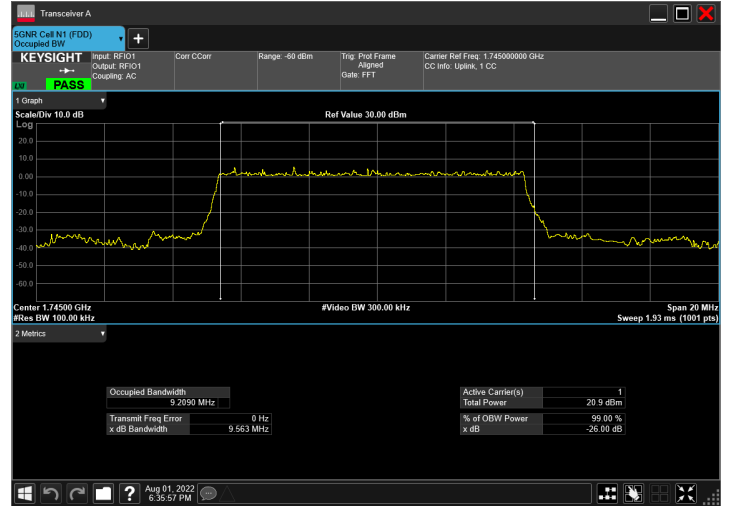 Transceiver A
5GNR Cell N1 (FDD)
Occupied BW
KEYSIGHT
Input: RFIO1
Output: RFIO1
Coupling: AC
Corr CCorr
Range: -60 dBm
Trig: Prot Frame
Aligned
Gate: FFT
Carrier Ref Freq: 1.745000000 GHz
CC Info: Uplink, 1 CC
LXI
PASS
1 Graph
Scale/Div 10.0 dB
Ref Value 30.00 dBm
Log
20.0
10.0
0.00
-10.0
-20.0
-30.0
-40.0
-50.0
-60.0
Center 1.74500 GHz
#Video BW 300.00 kHz
Span 20 MHz
#Res BW 100.00 kHz
Sweep 1.93 ms (1001 pts)
2 Metrics
Occupied Bandwidth
9.2090 MHz
Transmit Freq Error 0 Hz
x dB Bandwidth 9.563 MHz
Active Carrier(s) 1
Total Power 20.9 dBm
% of OBW Power 99.00 %
x dB -26.00 dB
Aug 01, 2022
6:35:57 PM